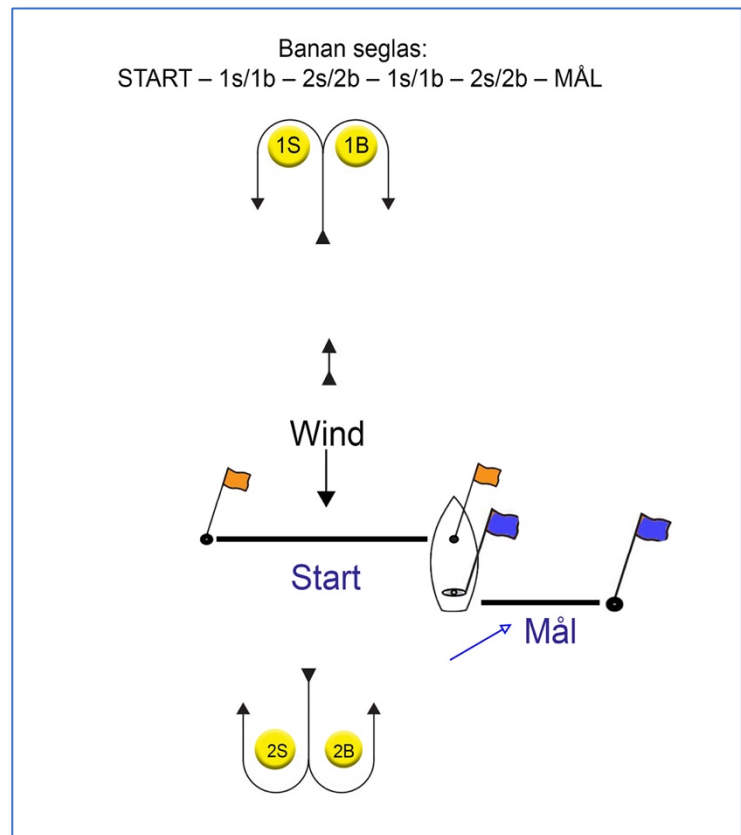 Banan seglas:
START – 1s/1b – 2s/2b – 1s/1b – 2s/2b – MÅL
1S 1B
Wind
Start
Mål
2S 2B